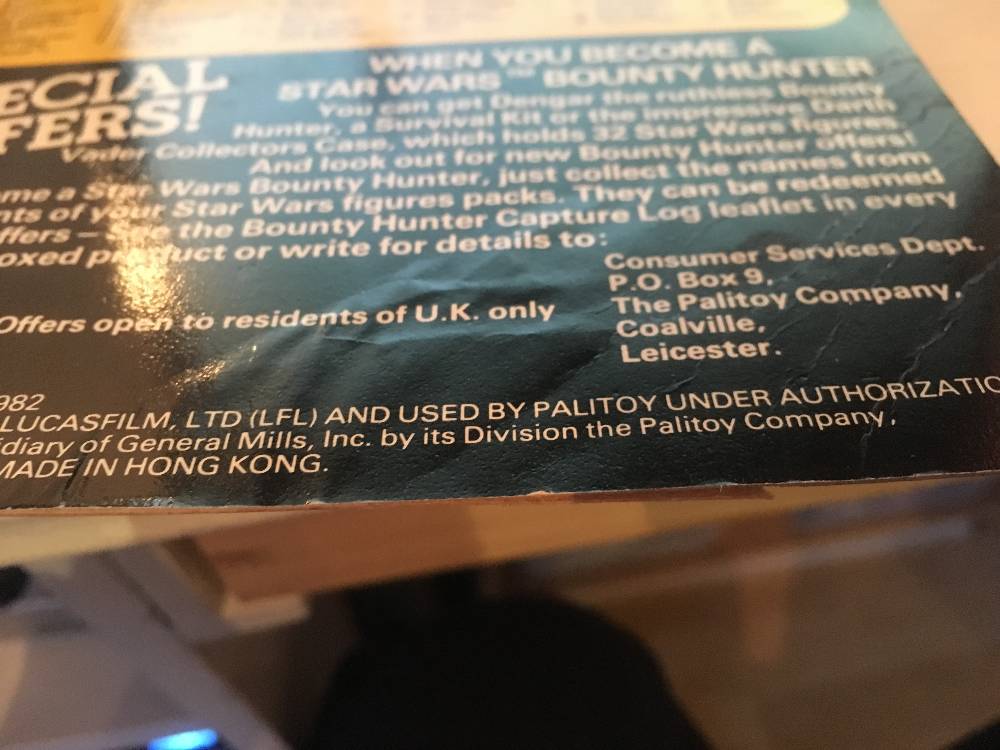 ECIAL
FFERS!
WHEN YOU BECOME A
STAR WARS™ BOUNTY HUNTER
You can get Dengar the ruthless Bounty
Hunter, a Survival Kit or the impressive Darth
Vader Collectors Case, which holds 32 Star Wars figures
And look out for new Bounty Hunter offers!
me a Star Wars Bounty Hunter, just collect the names from
nts of your Star Wars figures packs. They can be redeemed
ffers – See the Bounty Hunter Capture Log leaflet in every
oxed product or write for details to:
Consumer Services Dept.
P.O. Box 9,
The Palitoy Company,
Coalville,
Leicester.
Offers open to residents of U.K. only
982
LUCASFILM, LTD (LFL) AND USED BY PALITOY UNDER AUTHORIZATIO
diary of General Mills, Inc. by its Division the Palitoy Company,
MADE IN HONG KONG.